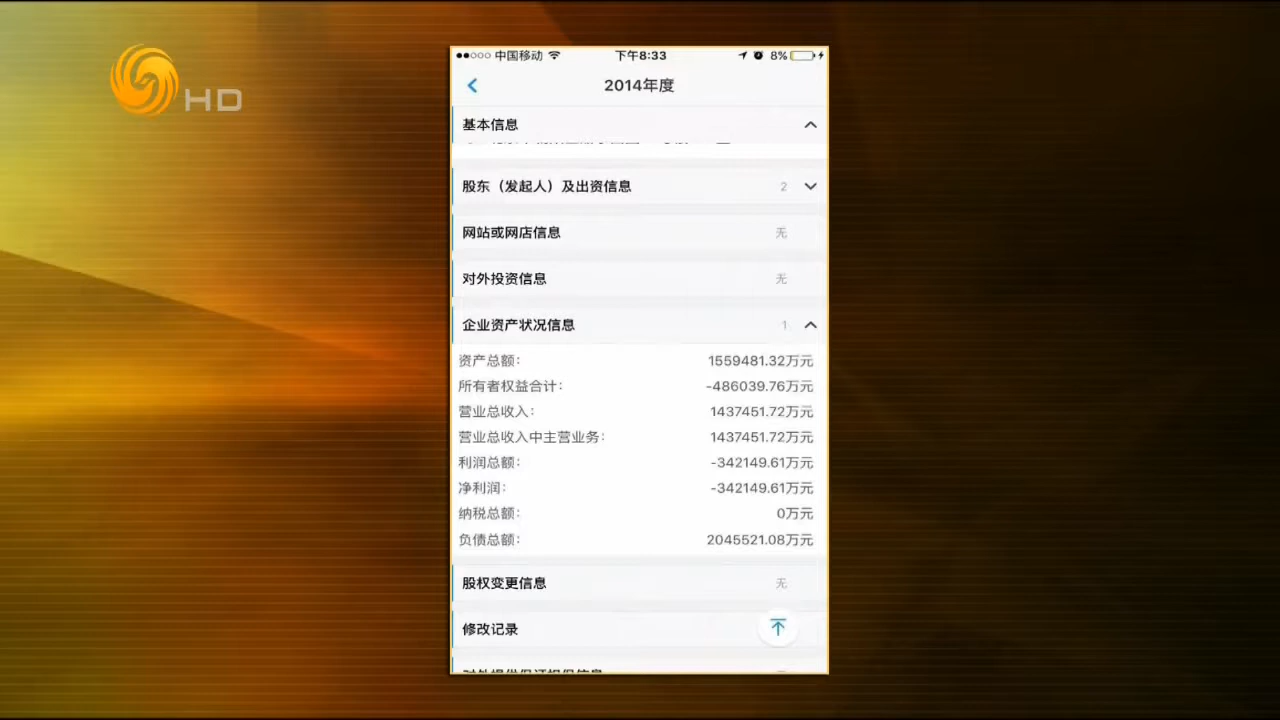 HD
中国移动 下午8:33 8%
2014年度
基本信息
股东（发起人）及出资信息 2
网站或网店信息 无
对外投资信息 无
企业资产状况信息 1
资产总额： 1559481.32万元
所有者权益合计： -486039.76万元
营业总收入： 1437451.72万元
营业总收入中主营业务： 1437451.72万元
利润总额： -342149.61万元
净利润： -342149.61万元
纳税总额： 0万元
负债总额： 2045521.08万元
股权变更信息 无
修改记录